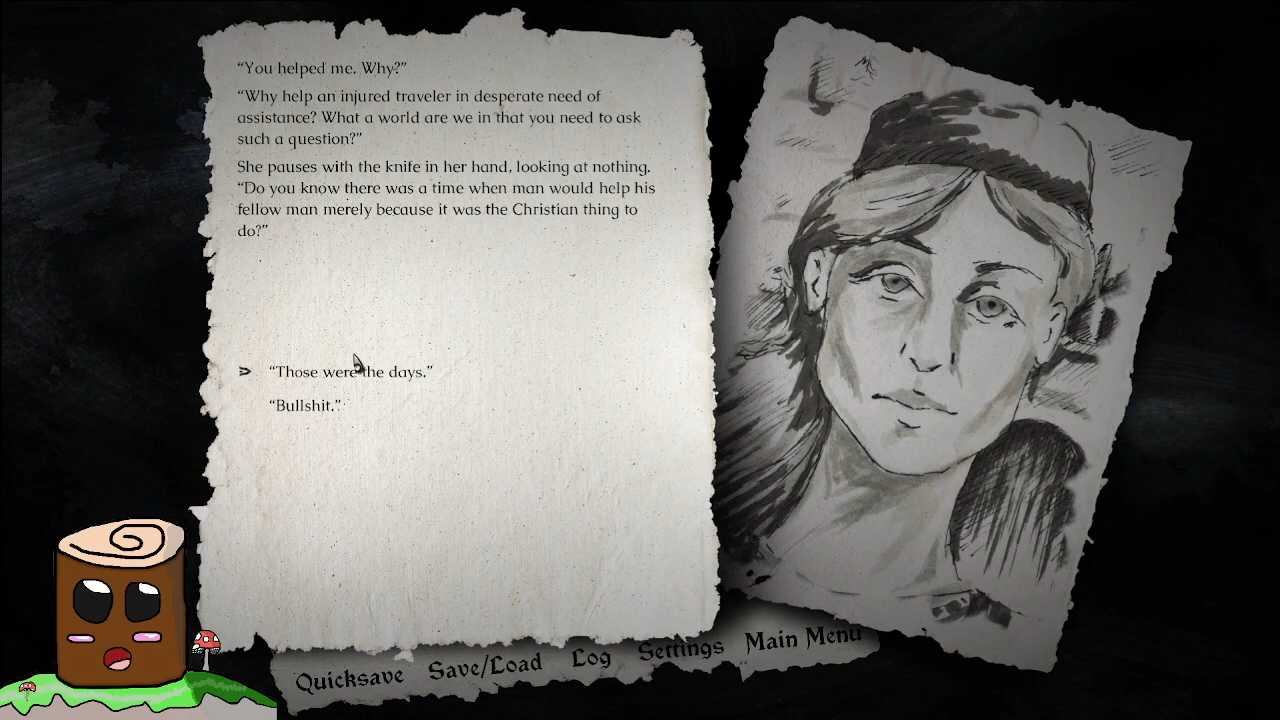 “You helped me. Why?”
“Why help an injured traveler in desperate need of
assistance? What a world are we in that you need to ask
such a question?”
She pauses with the knife in her hand, looking at nothing.
“Do you know there was a time when man would help his
fellow man merely because it was the Christian thing to
do?”
“Those were the days.”
“Bullshit.”
Quicksave Save/Load Log Settings Main Menu